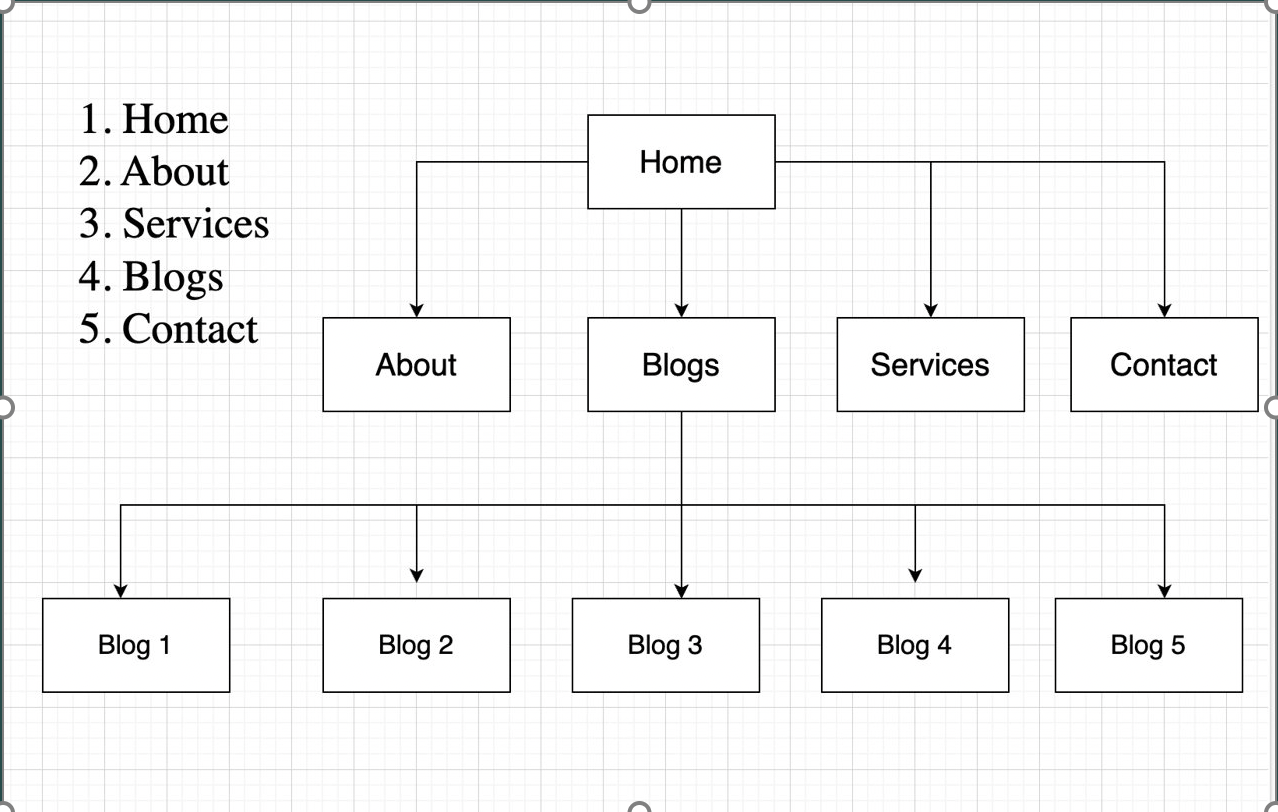 1. Home
2. About
3. Services
4. Blogs
5. Contact
Home
About
Blogs
Services
Contact
Blog 1
Blog 2
Blog 3
Blog 4
Blog 5